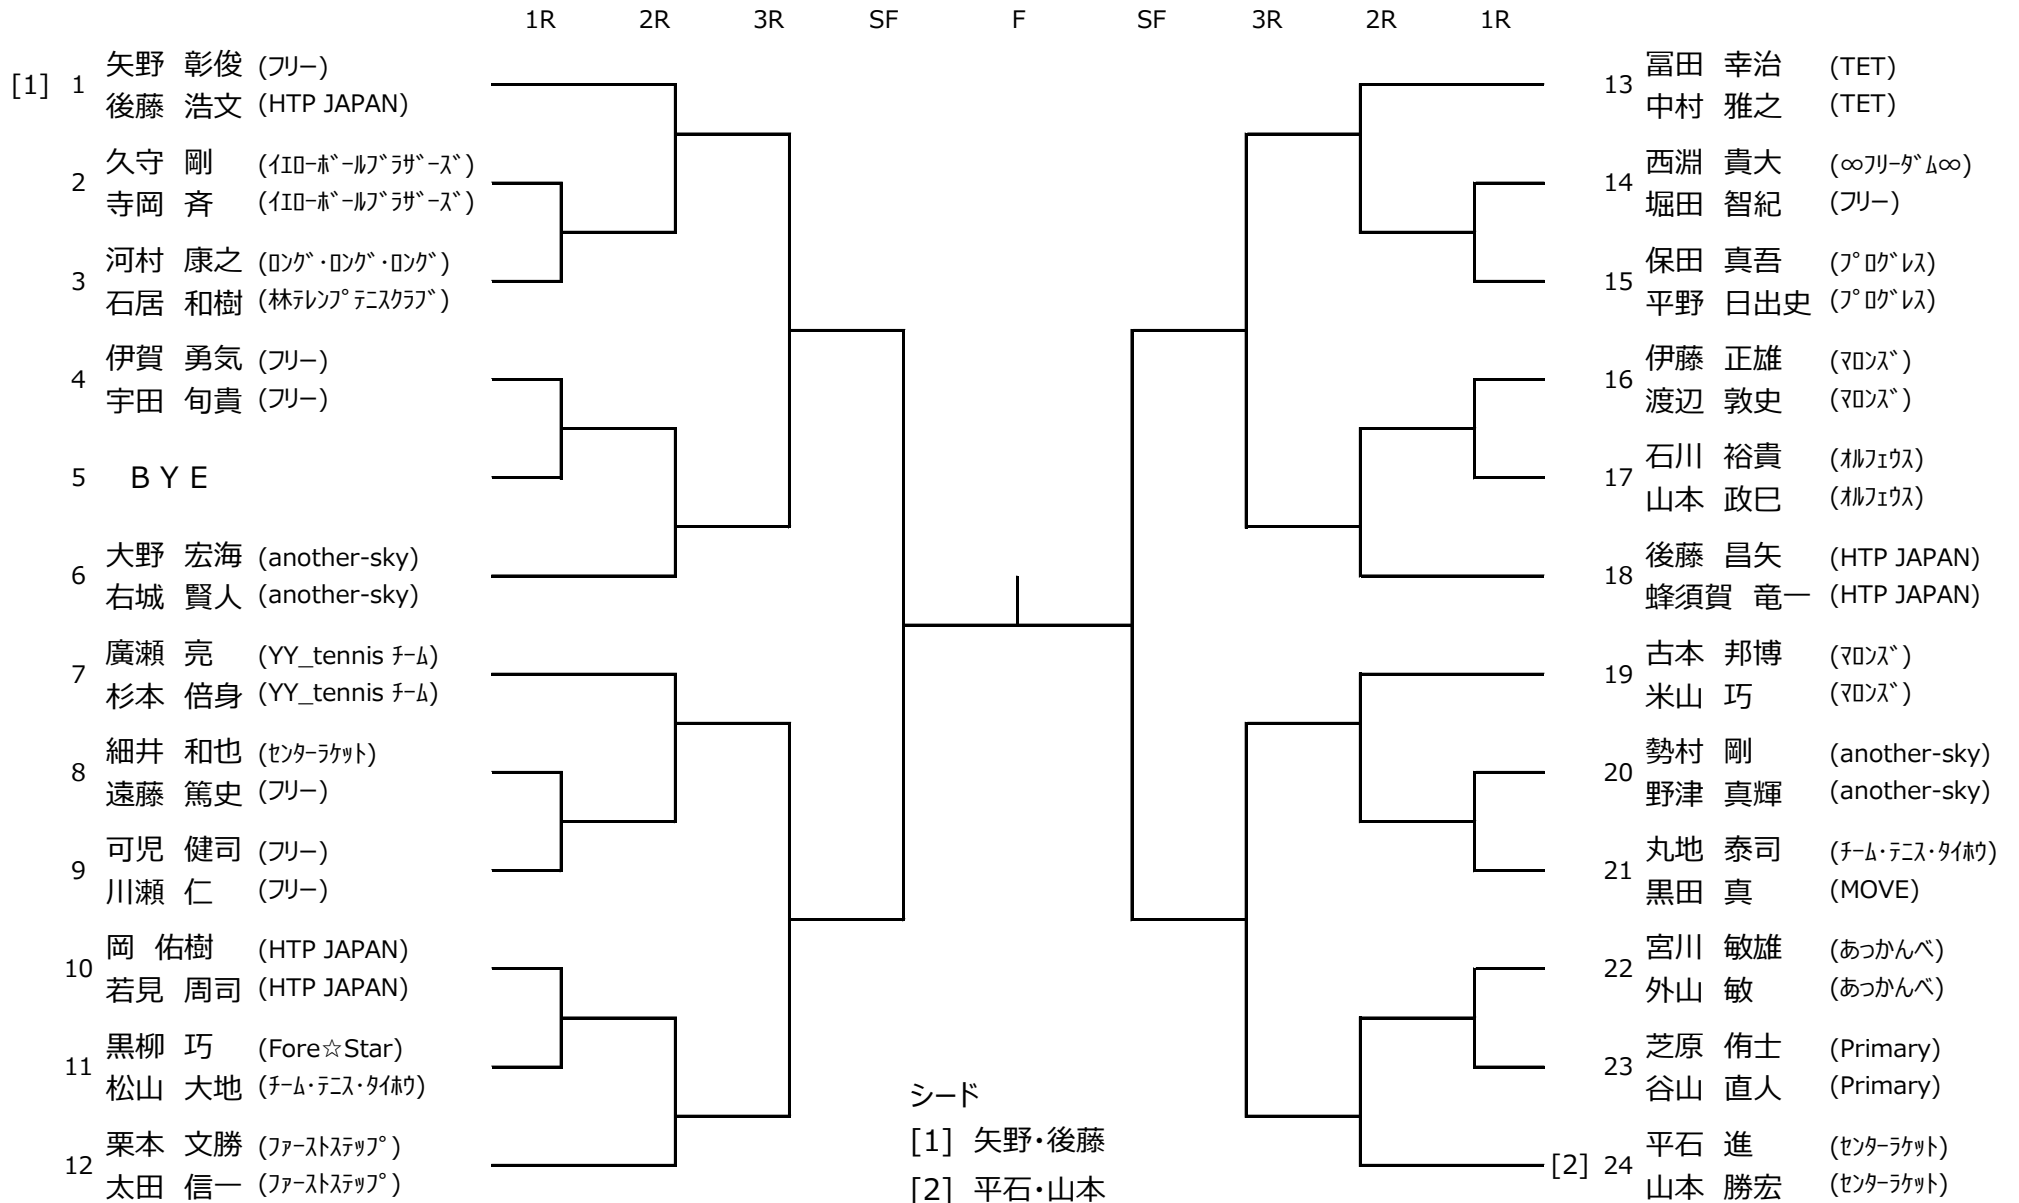 1R 2R 3R SF F SF 3R 2R 1R
[1] 1 矢野 彰俊 (フリー)
後藤 浩文 (HTP JAPAN)
2 久守 剛 (ｲｴﾛｰﾎﾞｰﾙﾌﾞﾗｻﾞｰｽﾞ)
寺岡 斉 (ｲｴﾛｰﾎﾞｰﾙﾌﾞﾗｻﾞｰｽﾞ)
3 河村 康之 (ﾛﾝｸﾞ･ﾛﾝｸﾞ･ﾛﾝｸﾞ)
石居 和樹 (林ﾃﾚﾝﾌﾟﾃﾆｽｸﾗﾌﾞ)
4 伊賀 勇気 (フリー)
宇田 旬貴 (フリー)
5 ＢＹＥ
6 大野 宏海 (another-sky)
右城 賢人 (another-sky)
7 廣瀬 亮 (YY_tennis ﾁｰﾑ)
杉本 倍身 (YY_tennis ﾁｰﾑ)
8 細井 和也 (ｾﾝﾀｰﾗｹｯﾄ)
遠藤 篤史 (フリー)
9 可児 健司 (フリー)
川瀬 仁 (フリー)
10 岡 佑樹 (HTP JAPAN)
若見 周司 (HTP JAPAN)
11 黒柳 巧 (Fore☆Star)
松山 大地 (ﾁｰﾑ･ﾃﾆｽ･ﾀｲﾎｳ)
12 栗本 文勝 (ﾌｧｰｽﾄｽﾃｯﾌﾟ)
太田 信一 (ﾌｧｰｽﾄｽﾃｯﾌﾟ)
シード
[1] 矢野・後藤
[2] 平石・山本
13 冨田 幸治 (TET)
中村 雅之 (TET)
14 西淵 貴大 (∞ﾌﾘｰﾀﾞﾑ∞)
堀田 智紀 (フリー)
15 保田 真吾 (ﾌﾟﾛｸﾞﾚｽ)
平野 日出史 (ﾌﾟﾛｸﾞﾚｽ)
16 伊藤 正雄 (ﾏﾛﾝｽﾞ)
渡辺 敦史 (ﾏﾛﾝｽﾞ)
17 石川 裕貴 (ｵﾙﾌｪｳｽ)
山本 政巳 (ｵﾙﾌｪｳｽ)
18 後藤 昌矢 (HTP JAPAN)
蜂須賀 竜一 (HTP JAPAN)
19 古本 邦博 (ﾏﾛﾝｽﾞ)
米山 巧 (ﾏﾛﾝｽﾞ)
20 勢村 剛 (another-sky)
野津 真輝 (another-sky)
21 丸地 泰司 (ﾁｰﾑ･ﾃﾆｽ･ﾀｲﾎｳ)
黒田 真 (MOVE)
22 宮川 敏雄 (あっかんべ)
外山 敏 (あっかんべ)
23 芝原 侑士 (Primary)
谷山 直人 (Primary)
[2] 24 平石 進 (ｾﾝﾀｰﾗｹｯﾄ)
山本 勝宏 (ｾﾝﾀｰﾗｹｯﾄ)